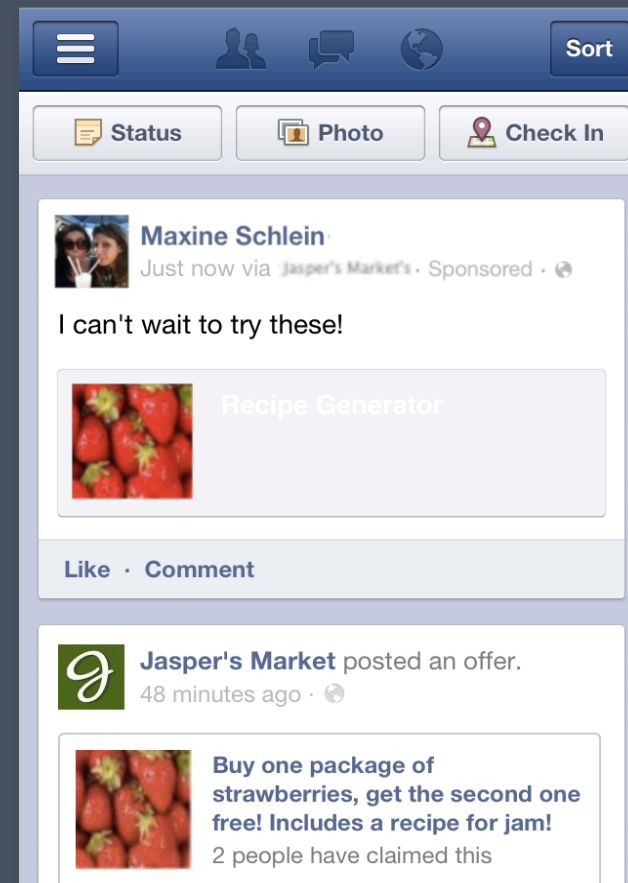 Sort
Status Photo Check In
Maxine Schlein
Just now via Jasper's Market's · Sponsored ·
I can't wait to try these!
Recipe Generator
Like · Comment
Jasper's Market posted an offer.
48 minutes ago ·
Buy one package of
strawberries, get the second one
free! Includes a recipe for jam!
2 people have claimed this